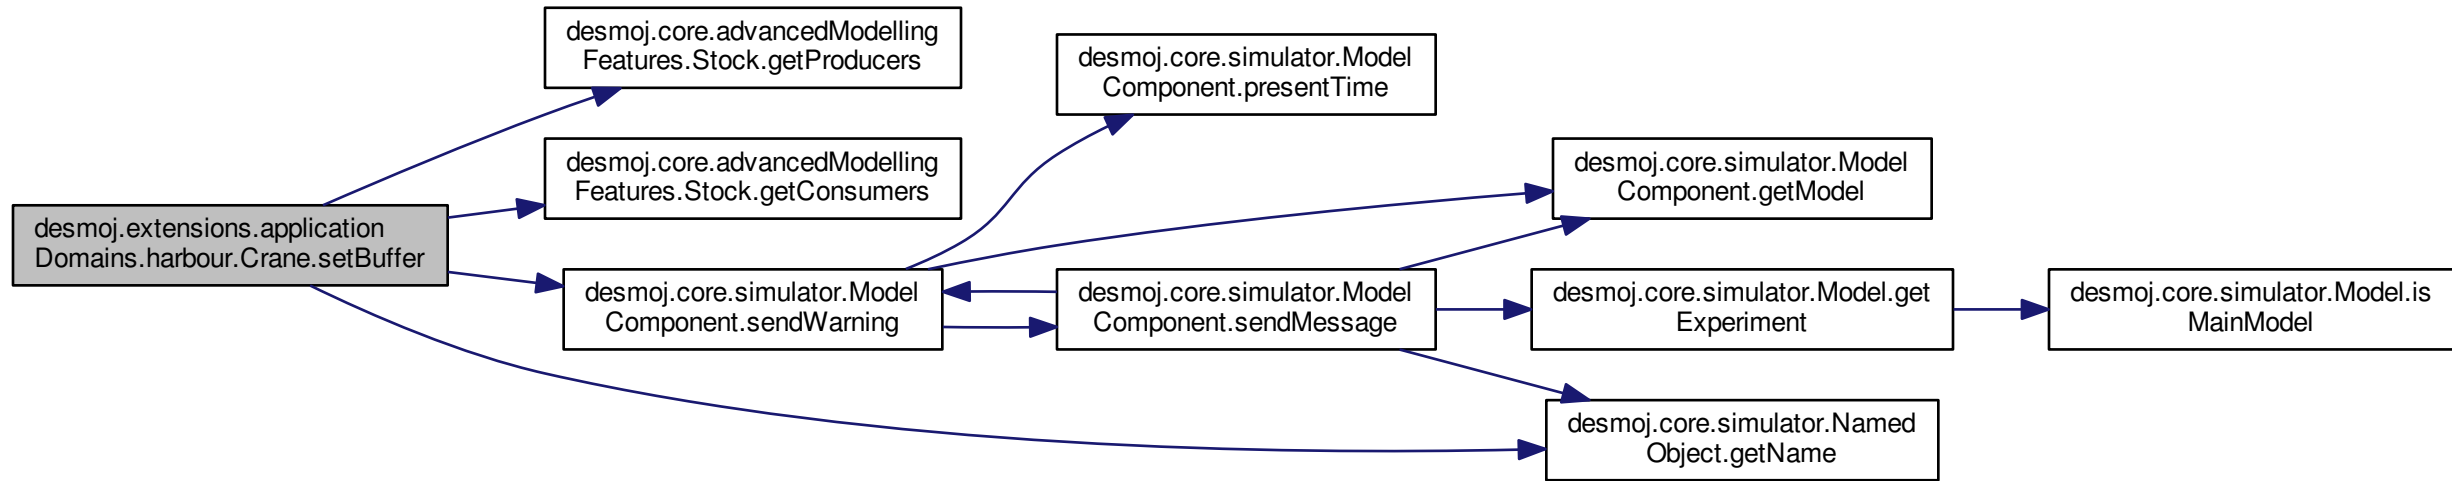 desmoj.extensions.application
Domains.harbour.Crane.setBuffer
desmoj.core.advancedModelling
Features.Stock.getProducers
desmoj.core.advancedModelling
Features.Stock.getConsumers
desmoj.core.simulator.Model
Component.sendWarning
desmoj.core.simulator.Model
Component.presentTime
desmoj.core.simulator.Model
Component.sendMessage
desmoj.core.simulator.Model
Component.getModel
desmoj.core.simulator.Model.get
Experiment
desmoj.core.simulator.Named
Object.getName
desmoj.core.simulator.Model.is
MainModel